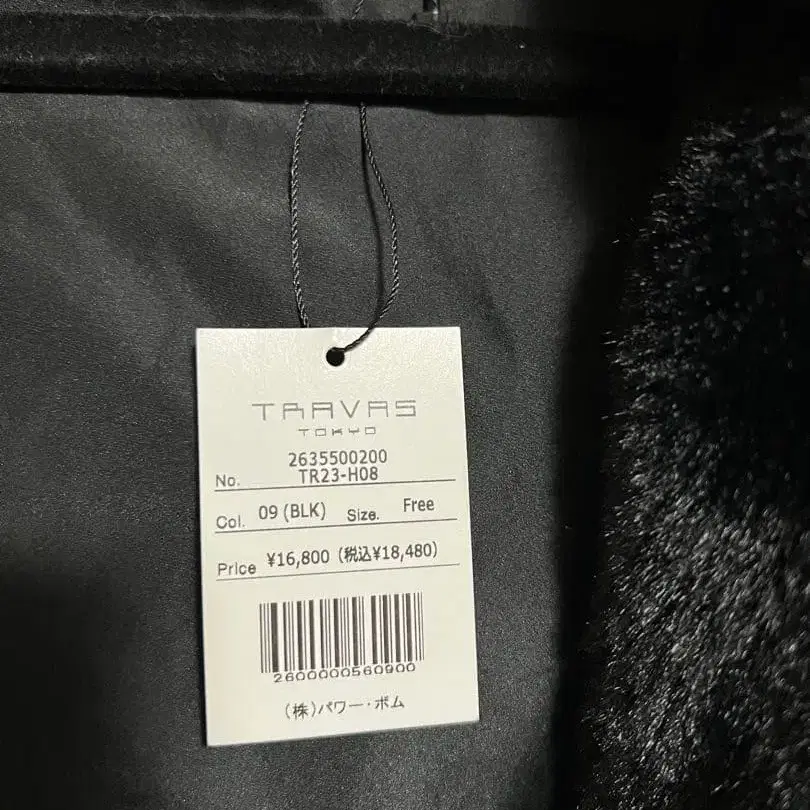 TRAVAS
TOKYO
2635500200
No. TR23-H08
Col. 09 (BLK) Size. Free
Price ¥16,800 (税込¥18,480)
2600000560900
(株)パワー・ボム